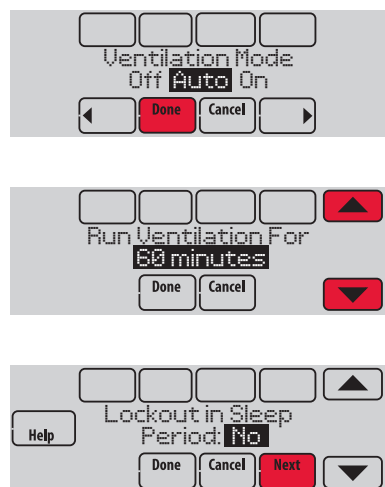 Ventilation Mode
Off Auto On
Done Cancel
Run Ventilation For
60 minutes
Done Cancel
Lockout in Sleep
Help
Period: No
Done Cancel Next